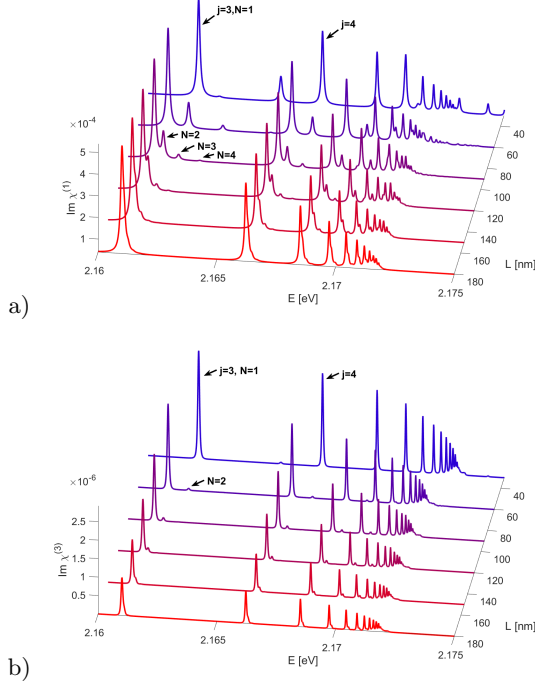 j=3,N=1
j=4
×10⁻⁴
N=2
N=3
N=4
5
4
3
2
1
Im χ⁽¹⁾
40
60
80
100
120
140
160
180
L [nm]
2.16
2.165
2.17
2.175
E [eV]
a)
j=3, N=1
j=4
×10⁻⁶
N=2
2.5
2
1.5
1
0.5
Im χ⁽³⁾
40
60
80
100
120
140
160
180
L [nm]
2.16
2.165
2.17
2.175
E [eV]
b)